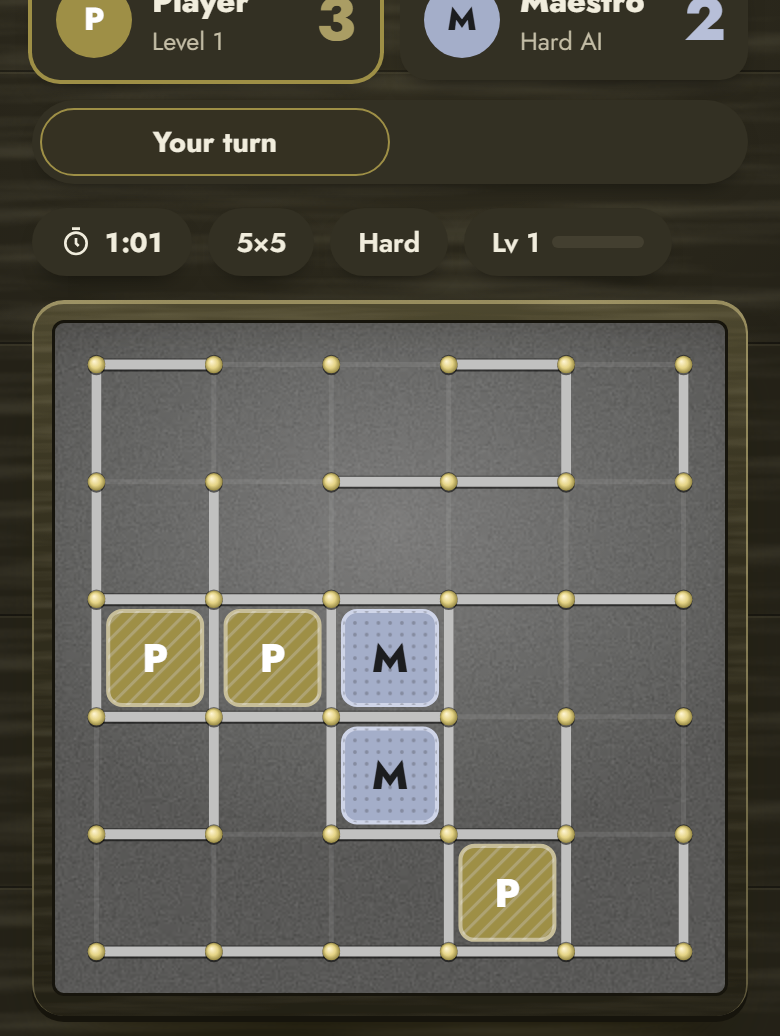 P Player 3
Level 1
M Maestro 2
Hard AI
Your turn
1:01 5×5 Hard Lv 1
P P M
M
P